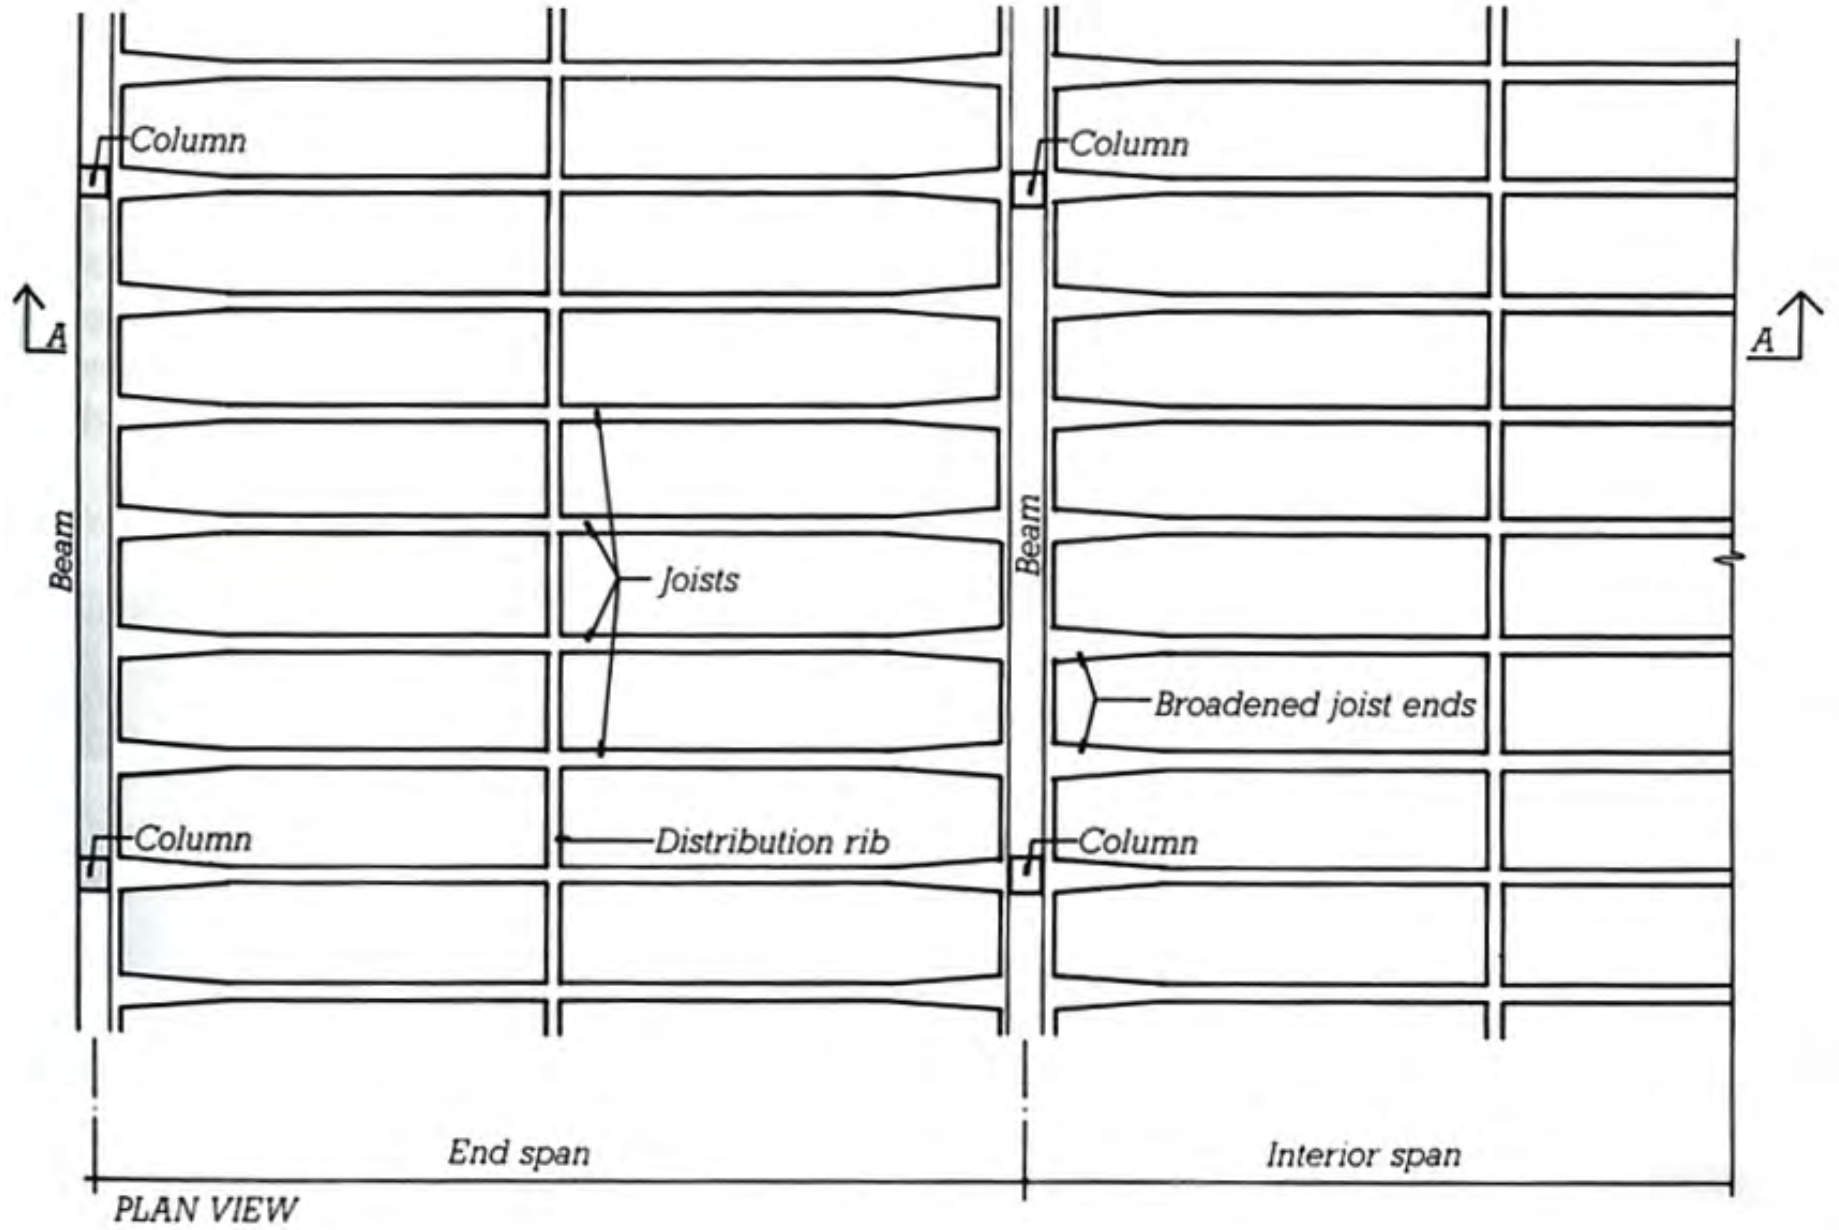 Column
Column
A
A
Beam
Beam
Joists
Broadened joist ends
Column
Distribution rib
Column
End span
Interior span
PLAN VIEW